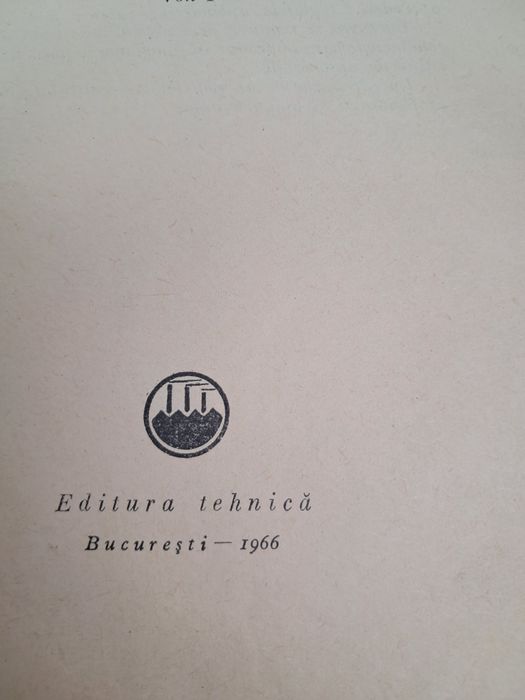 Editura tehnică
București — 1966